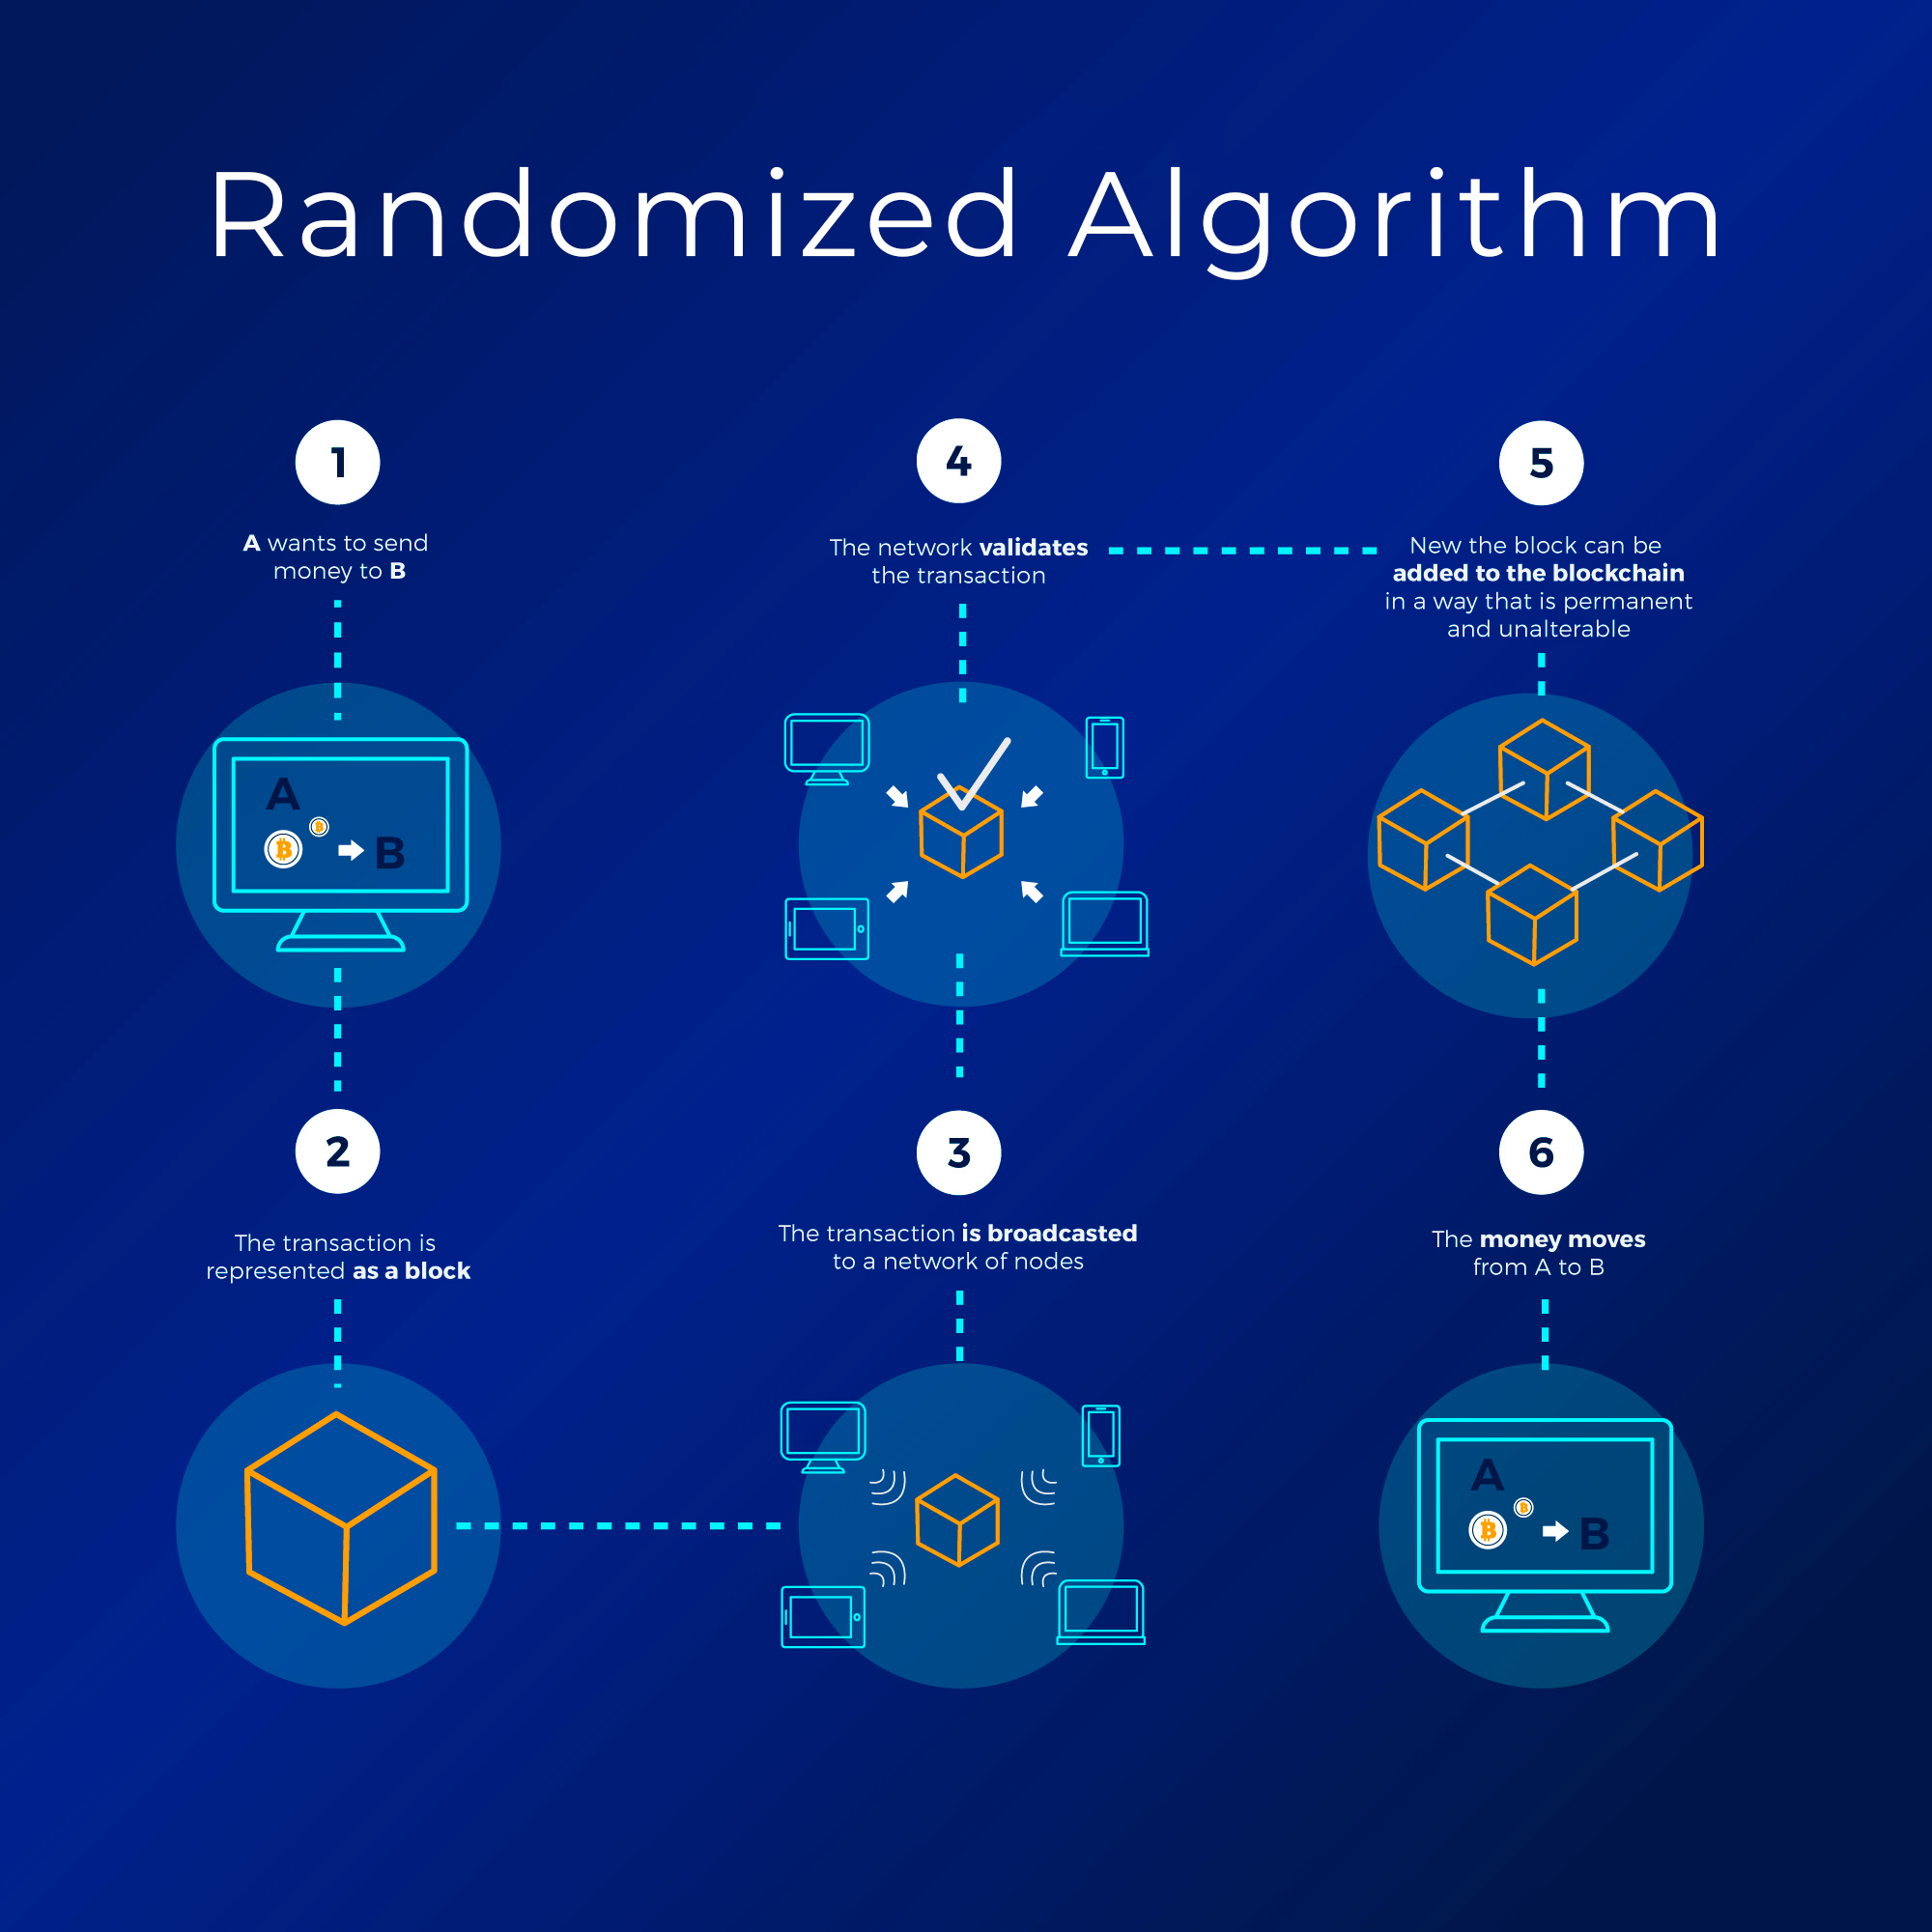 Randomized Algorithm
1
A wants to send
money to B
A
B
2
The transaction is
represented as a block
3
The transaction is broadcasted
to a network of nodes
4
The network validates
the transaction
5
New the block can be
added to the blockchain
in a way that is permanent
and unalterable
6
The money moves
from A to B
A
B